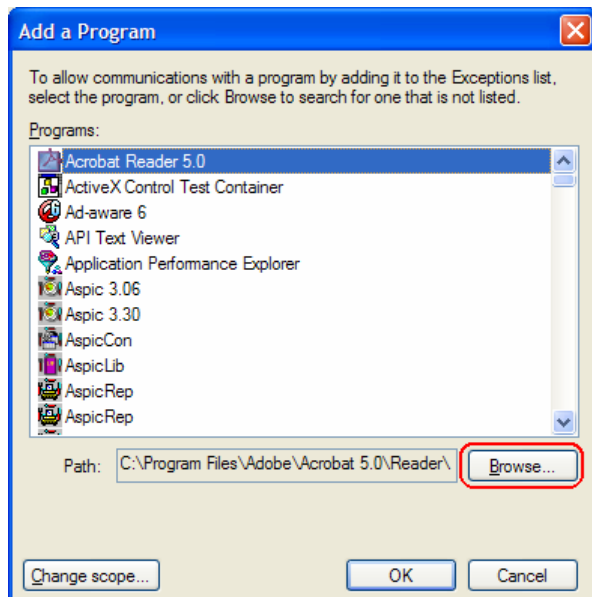 Add a Program
To allow communications with a program by adding it to the Exceptions list,
select the program, or click Browse to search for one that is not listed.
Programs:
Acrobat Reader 5.0
ActiveX Control Test Container
Ad-aware 6
API Text Viewer
Application Performance Explorer
Aspic 3.06
Aspic 3.30
AspicCon
AspicLib
AspicRep
AspicRep
Path: C:\Program Files\Adobe\Acrobat 5.0\Reader\ Browse...
Change scope... OK Cancel